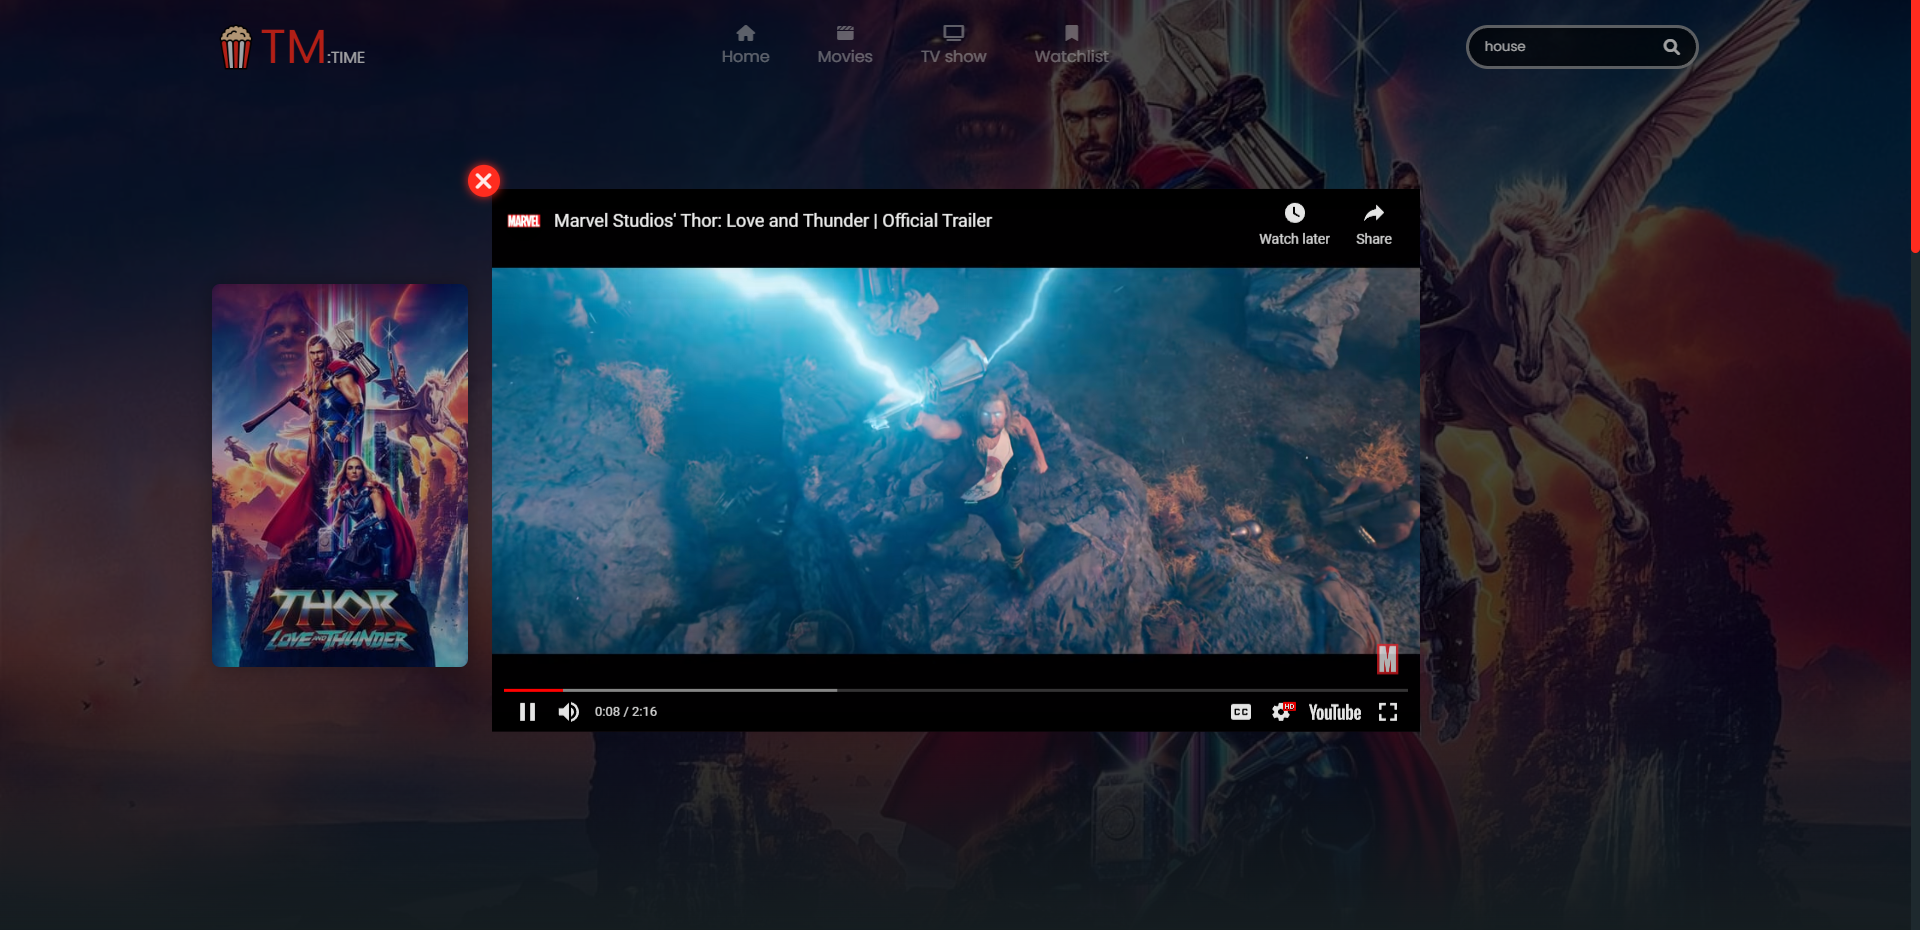 TM:TIME
Home
Movies
TV show
Watchlist
house
MARVEL
Marvel Studios' Thor: Love and Thunder | Official Trailer
Watch later
Share
THOR
LOVE AND THUNDER
M
0:08 / 2:16
CC
HD
YouTube